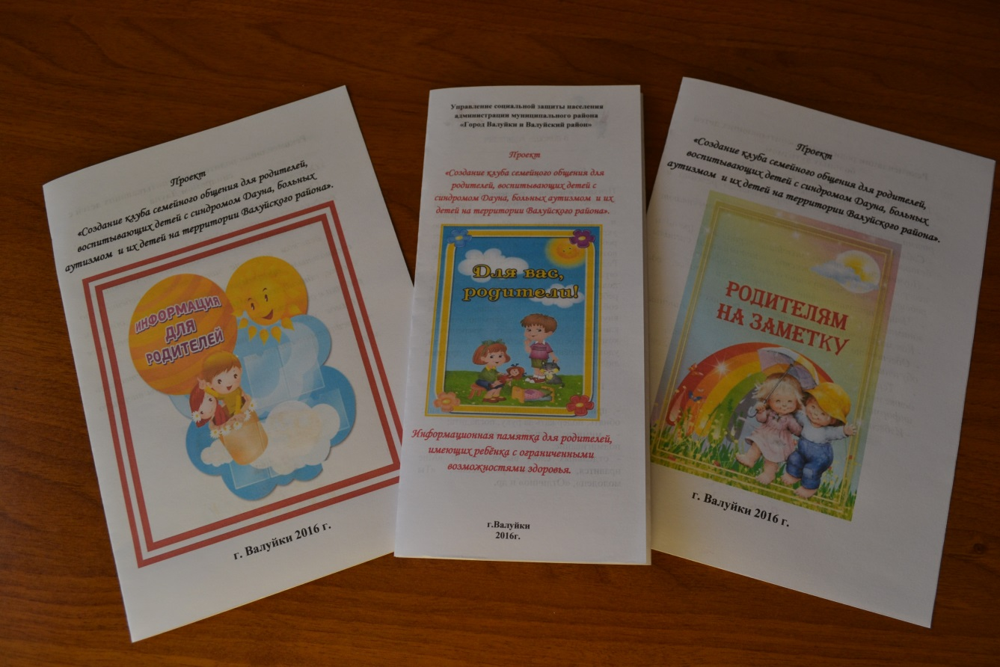 Проект
«Создание клуба семейного общения для родителей,
воспитывающих детей с синдромом Дауна, больных
аутизмом и их детей на территории Валуйского района».
ИНФОРМАЦИЯ
ДЛЯ
РОДИТЕЛЕЙ
г. Валуйки 2016 г.
Управление социальной защиты населения
администрации муниципального района
«Город Валуйки и Валуйский район»
Проект
«Создание клуба семейного общения для
родителей, воспитывающих детей с
синдромом Дауна, больных аутизмом и их
детей на территории Валуйского района».
Для вас,
родители!
Информационная памятка для родителей,
имеющих ребёнка с ограниченными
возможностями здоровья.
г.Валуйки
2016г.
Проект
«Создание клуба семейного общения для родителей,
воспитывающих детей с синдромом Дауна, больных
аутизмом и их детей на территории Валуйского района».
РОДИТЕЛЯМ
НА ЗАМЕТКУ
г. Валуйки 2016 г.